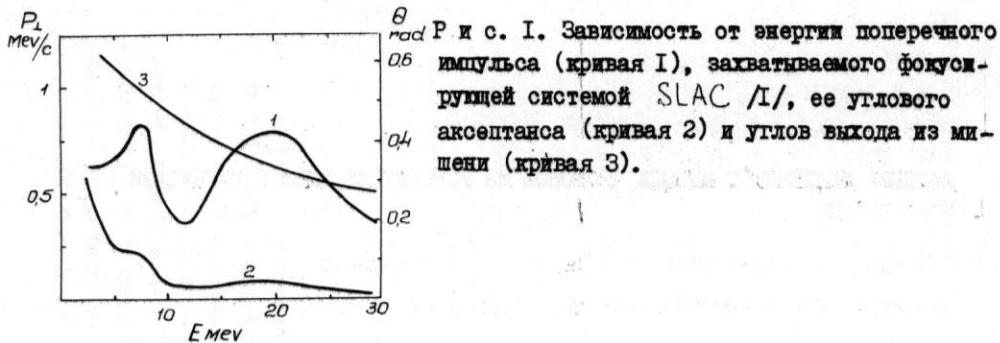 P⊥
Mev/c
1
0,5
3
1
2
10
20
30
E Mev
θ
rad
0,6
0,4
0,2
Р и с. I. Зависимость от энергии поперечного
импульса (кривая I), захватываемого фокуси-
рующей системой SLAC /I/, ее углового
аксептанса (кривая 2) и углов выхода из ми-
шени (кривая 3).